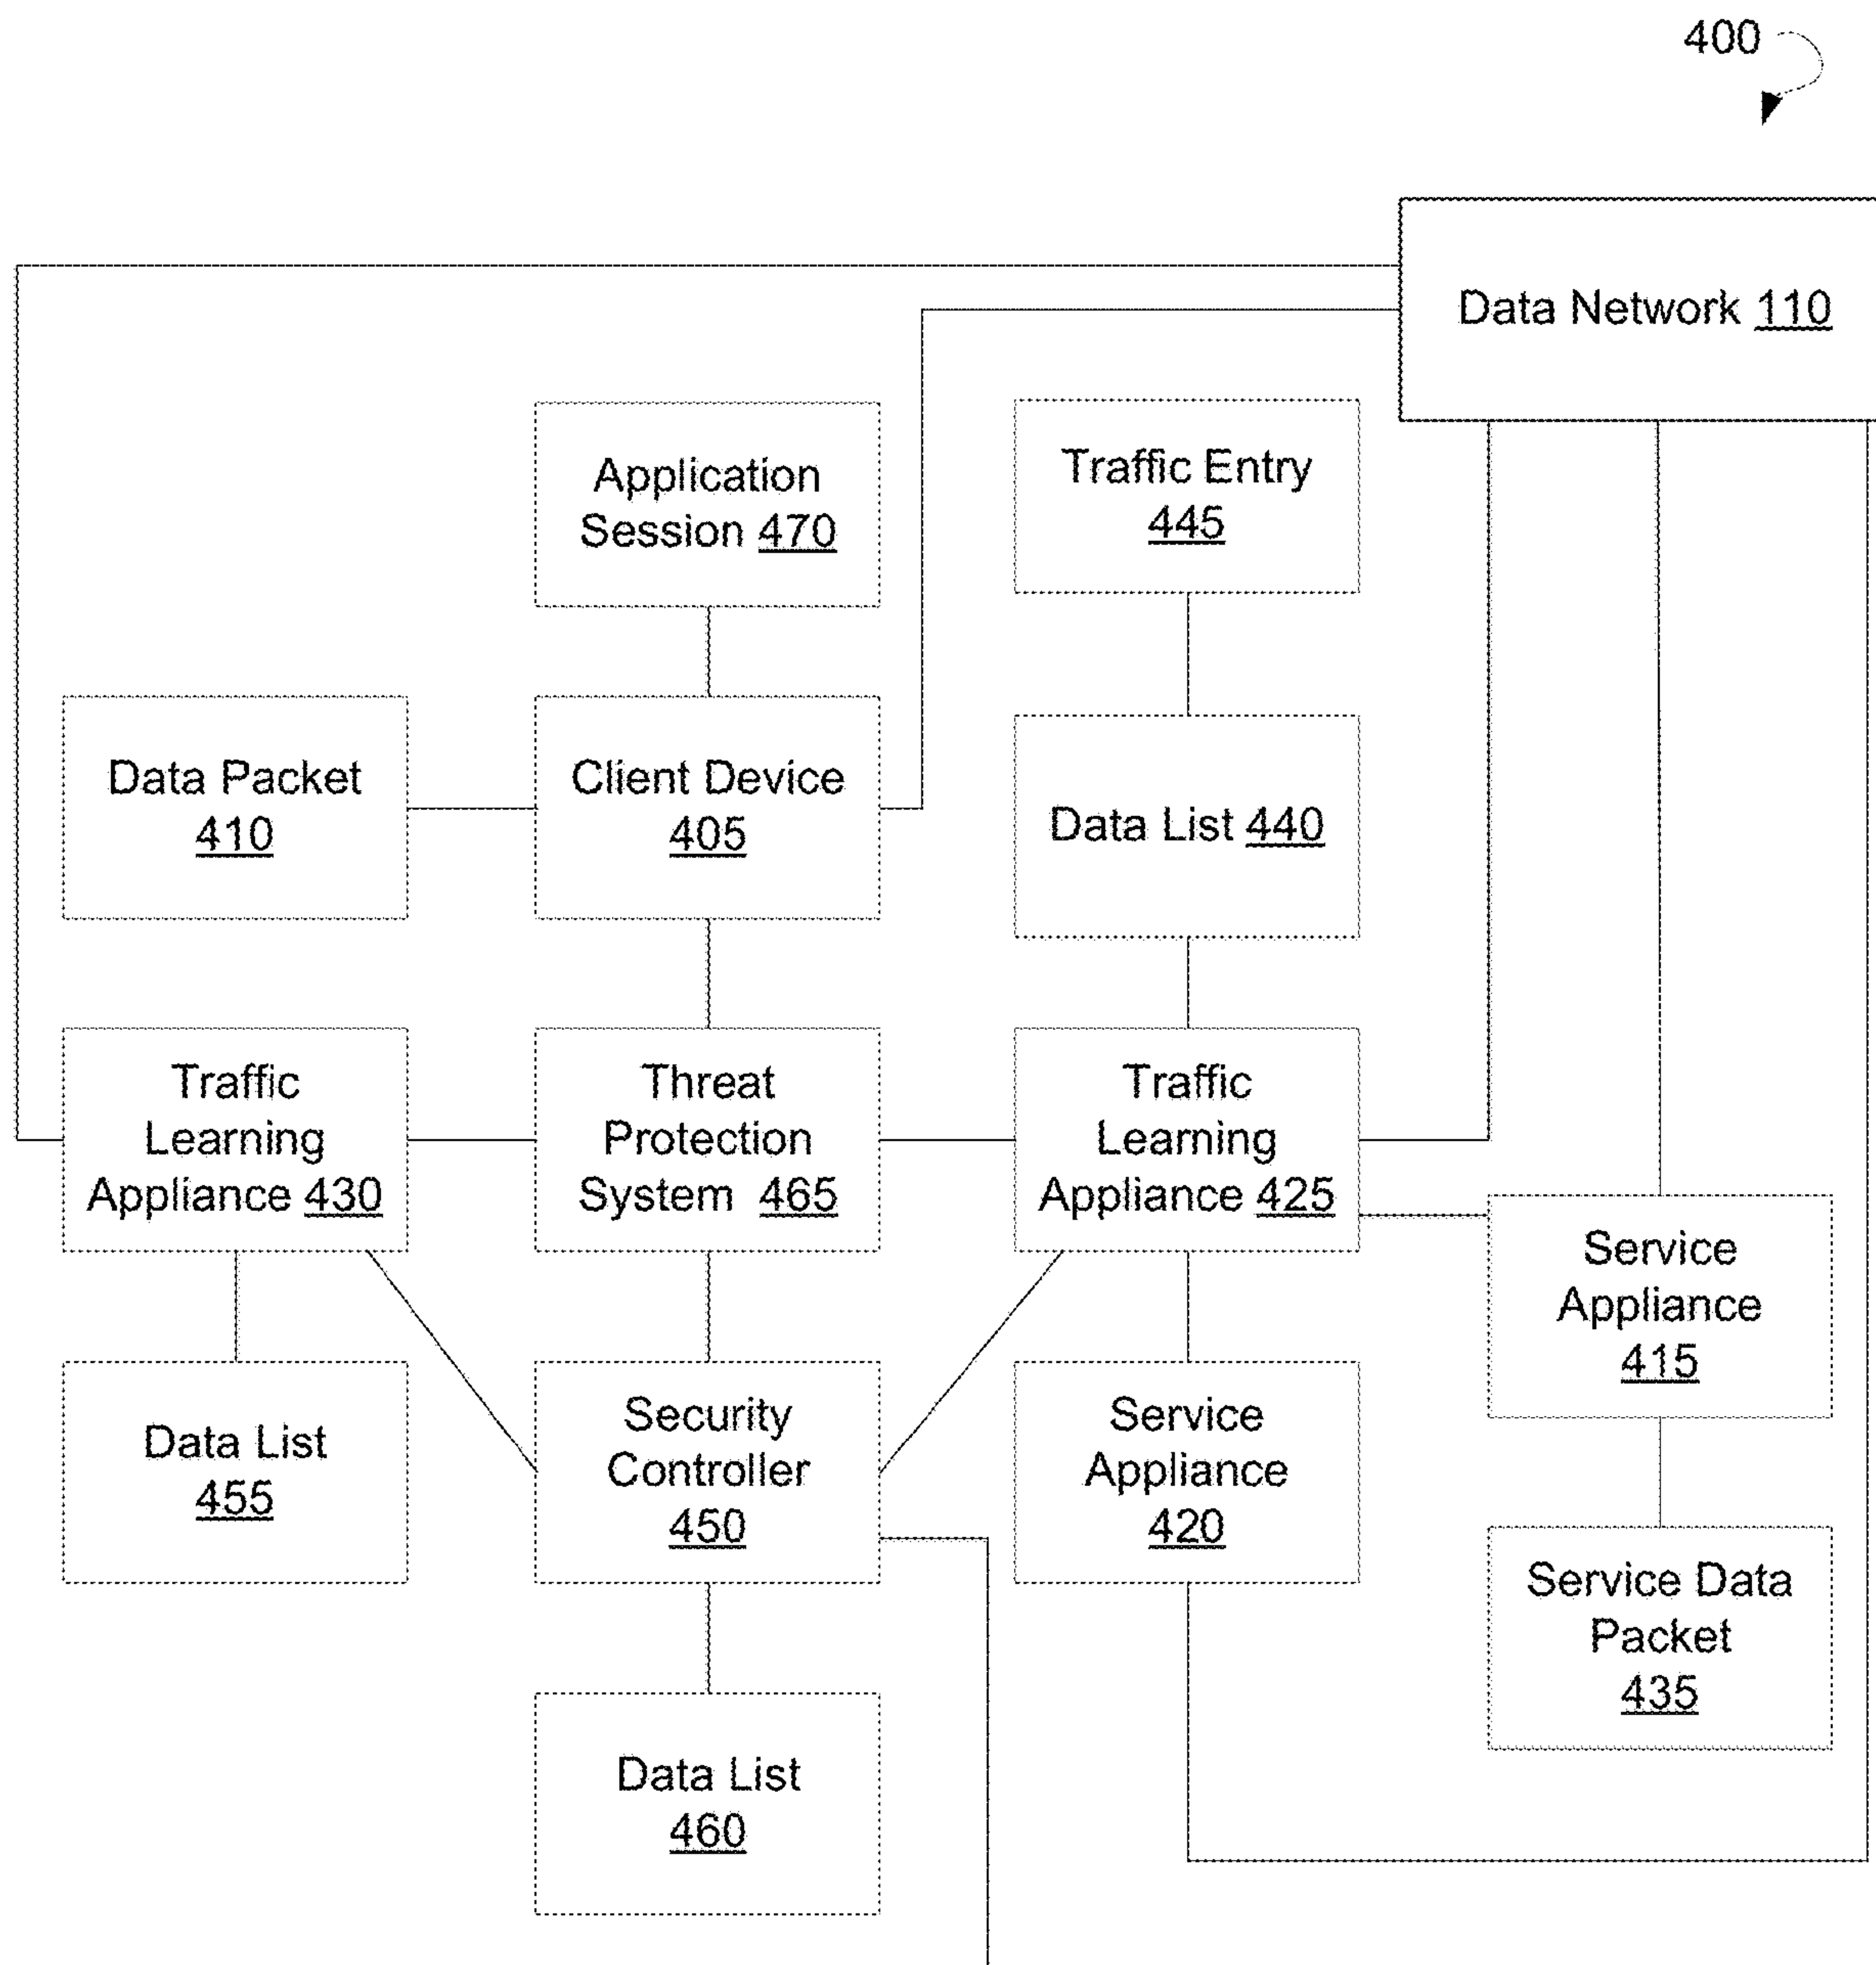 400
Data Network 110
Application
Session 470
Traffic Entry
445
Data Packet
410
Client Device
405
Data List 440
Traffic
Learning
Appliance 430
Threat
Protection
System 465
Traffic
Learning
Appliance 425
Service
Appliance
415
Data List
455
Security
Controller
450
Service
Appliance
420
Service Data
Packet
435
Data List
460